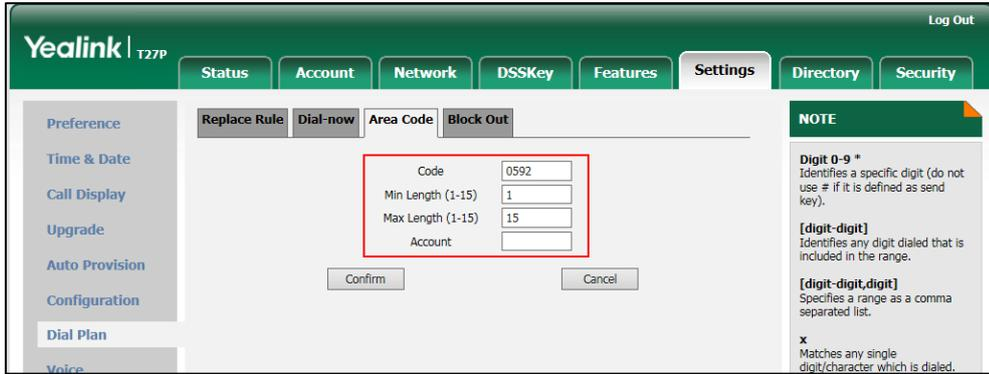 Log Out
Yealink | T27P
Status Account Network DSSKey Features Settings Directory Security
Preference
Time & Date
Call Display
Upgrade
Auto Provision
Configuration
Dial Plan
Voice
Replace Rule Dial-now Area Code Block Out
Code 0592
Min Length (1-15) 1
Max Length (1-15) 15
Account
Confirm Cancel
NOTE
Digit 0-9 *
Identifies a specific digit (do not
use # if it is defined as send
key).
[digit-digit]
Identifies any digit dialed that is
included in the range.
[digit-digit,digit]
Specifies a range as a comma
separated list.
x
Matches any single
digit/character which is dialed.